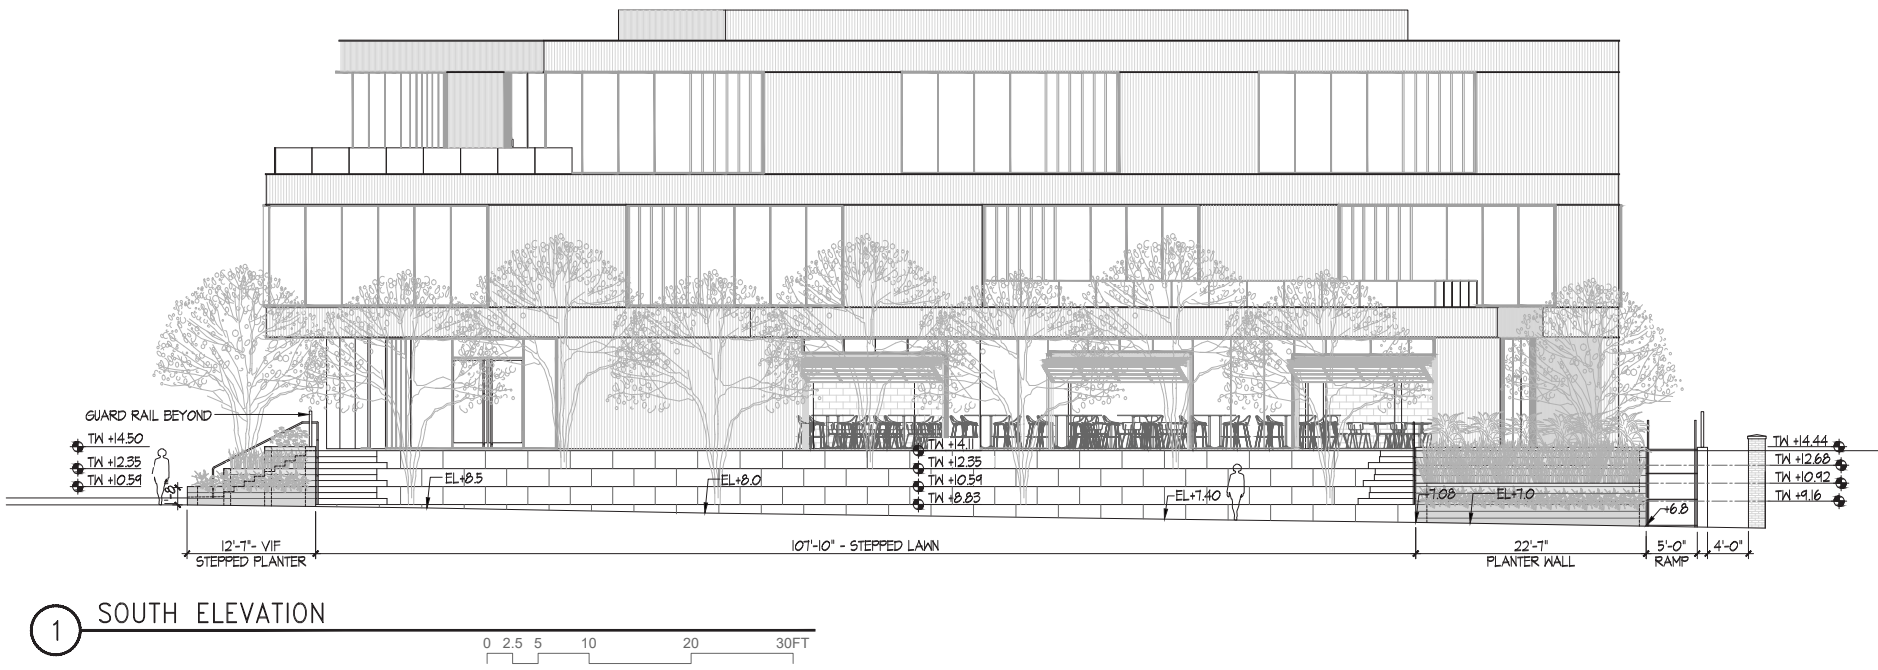 GUARD RAIL BEYOND
TW +14.50
TW +12.35
TW +10.59
EL+8.5
EL+8.0
TW +14.11
TW +12.35
TW +10.59
TW +8.83
EL+7.40
+7.08
EL+7.0
+6.8
TW +14.44
TW +12.68
TW +10.92
TW +9.16
12'-7"- VIF
STEPPED PLANTER
107'-10" - STEPPED LAWN
22'-7"
PLANTER WALL
5'-0"
RAMP
4'-0"
1 SOUTH ELEVATION
0 2.5 5 10 20 30FT